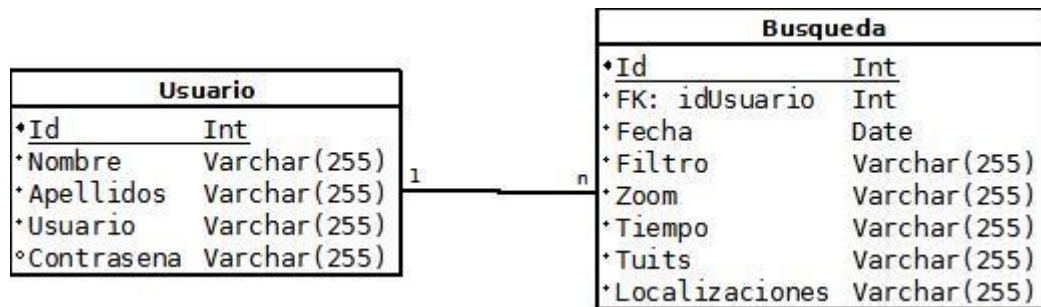 Usuario
Id Int
Nombre Varchar(255)
Apellidos Varchar(255)
Usuario Varchar(255)
Contrasena Varchar(255)
1
n
Busqueda
Id Int
FK: idUsuario Int
Fecha Date
Filtro Varchar(255)
Zoom Varchar(255)
Tiempo Varchar(255)
Tuits Varchar(255)
Localizaciones Varchar(255)